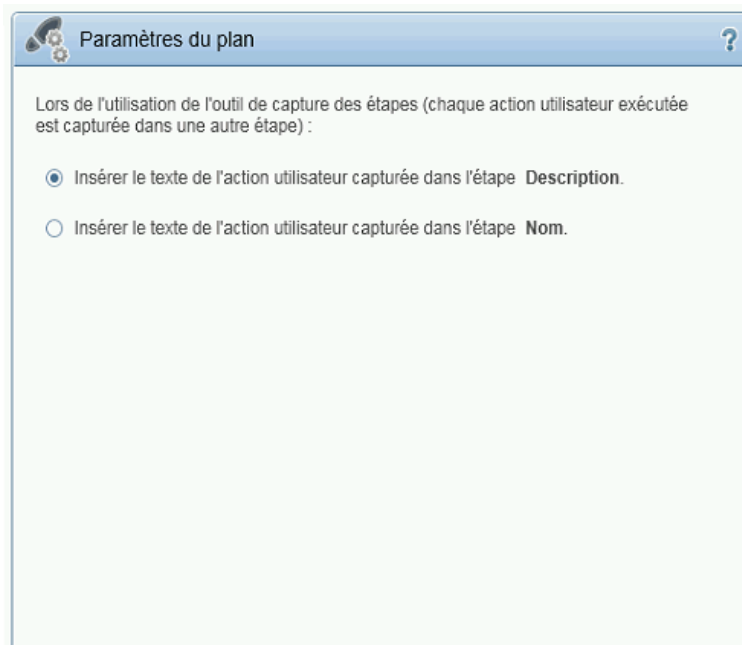 Paramètres du plan
?
Lors de l'utilisation de l'outil de capture des étapes (chaque action utilisateur exécutée
est capturée dans une autre étape) :
Insérer le texte de l'action utilisateur capturée dans l'étape Description.
Insérer le texte de l'action utilisateur capturée dans l'étape Nom.